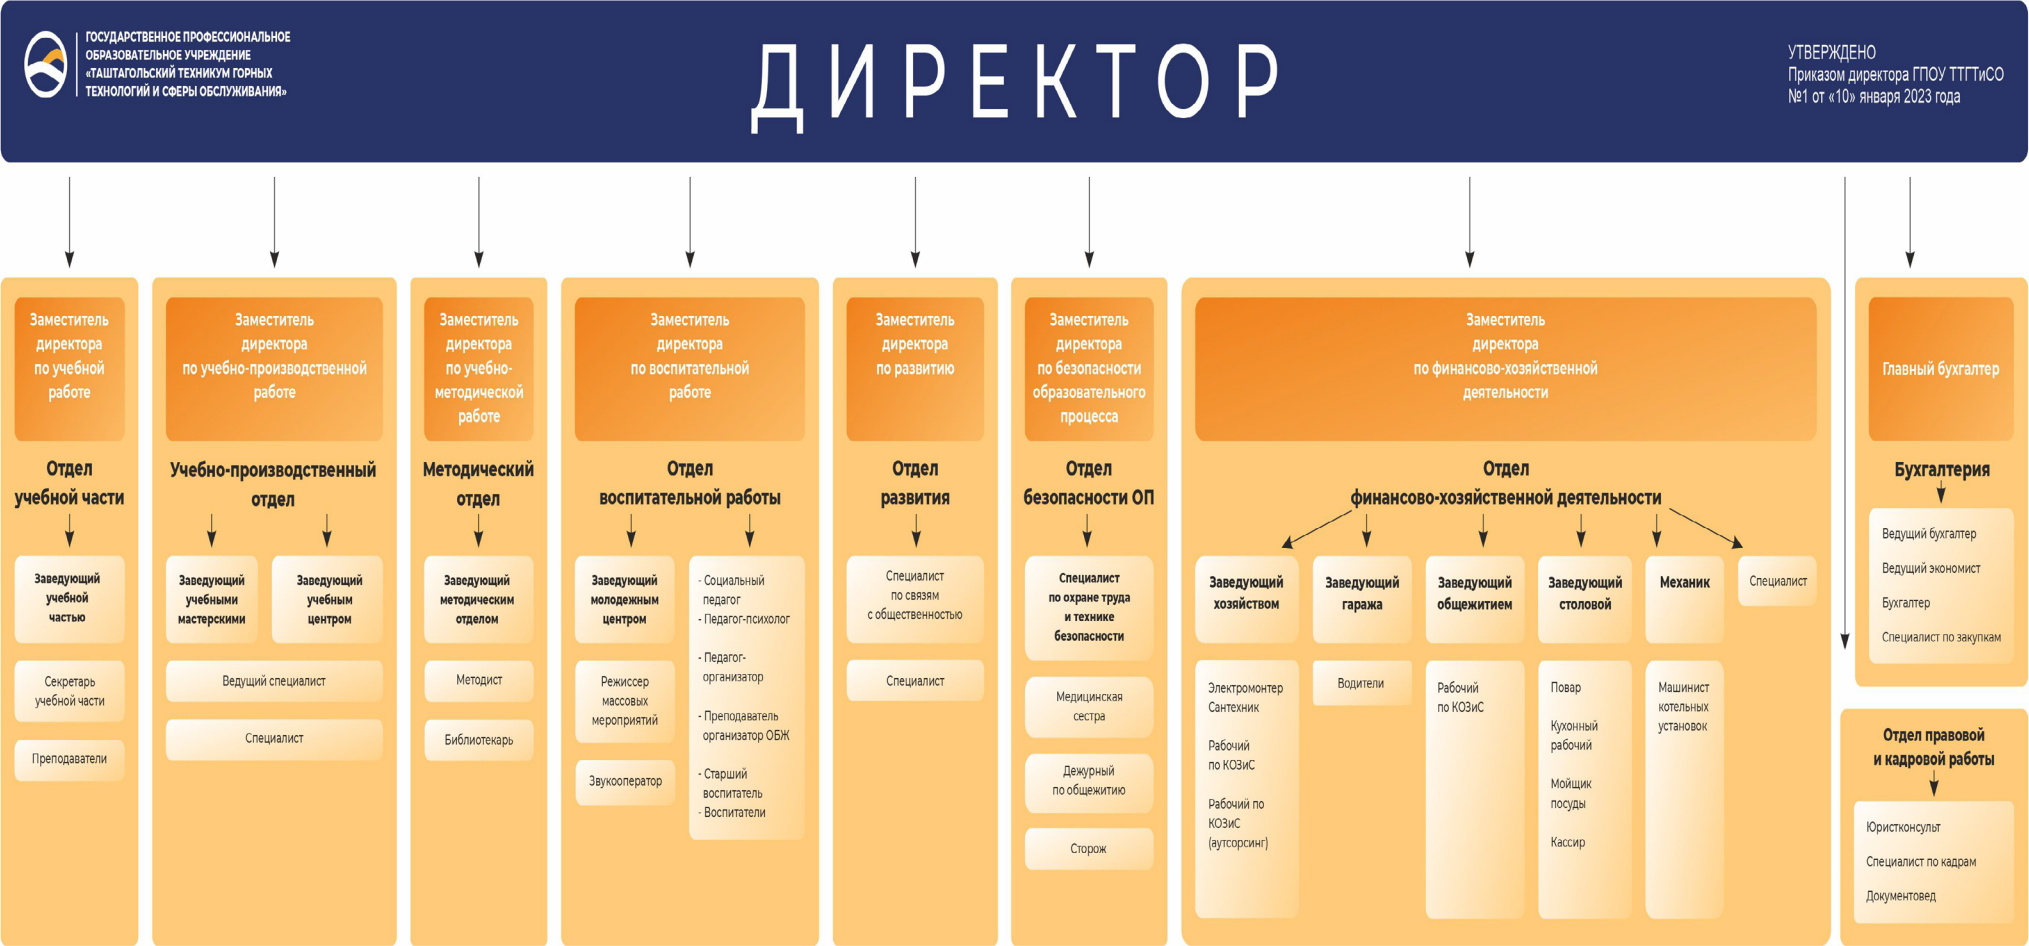 ГОСУДАРСТВЕННОЕ ПРОФЕССИОНАЛЬНОЕ
ОБРАЗОВАТЕЛЬНОЕ УЧРЕЖДЕНИЕ
«ТАШТАГОЛЬСКИЙ ТЕХНИКУМ ГОРНЫХ
ТЕХНОЛОГИЙ И СФЕРЫ ОБСЛУЖИВАНИЯ»
ДИРЕКТОР
УТВЕРЖДЕНО
Приказом директора ГПОУ ТТГТиСО
№1 от «10» января 2023 года
Заместитель
директора
по учебной
работе
Отдел
учебной части
Заведующий
учебной
частью
Секретарь
учебной части
Преподаватели
Заместитель
директора
по учебно-производственной
работе
Учебно-производственный
отдел
Заведующий
учебными
мастерскими
Заведующий
учебным
центром
Ведущий специалист
Специалист
Заместитель
директора
по учебно-
методической
работе
Методический
отдел
Заведующий
методическим
отделом
Методист
Библиотекарь
Заместитель
директора
по воспитательной
работе
Отдел
воспитательной работы
Заведующий
молодежным
центром
Режиссер
массовых
мероприятий
Звукооператор
- Социальный
педагог
- Педагог-психолог
- Педагог-
организатор
- Преподаватель
организатор ОБЖ
- Старший
воспитатель
- Воспитатели
Заместитель
директора
по развитию
Отдел
развития
Специалист
по связям
с общественностью
Специалист
Заместитель
директора
по безопасности
образовательного
процесса
Отдел
безопасности ОП
Специалист
по охране труда
и технике
безопасности
Медицинская
сестра
Дежурный
по общежитию
Сторож
Заместитель
директора
по финансово-хозяйственной
деятельности
Отдел
финансово-хозяйственной деятельности
Заведующий
хозяйством
Электромонтер
Сантехник
Рабочий
по КОЗиС
Рабочий по
КОЗиС
(аутсорсинг)
Заведующий
гаража
Водители
Заведующий
общежитием
Рабочий
по КОЗиС
Заведующий
столовой
Повар
Кухонный
рабочий
Мойщик
посуды
Кассир
Механик
Машинист
котельных
установок
Специалист
Главный бухгалтер
Бухгалтерия
Ведущий бухгалтер
Ведущий экономист
Бухгалтер
Специалист по закупкам
Отдел правовой
и кадровой работы
Юристконсульт
Специалист по кадрам
Документовед